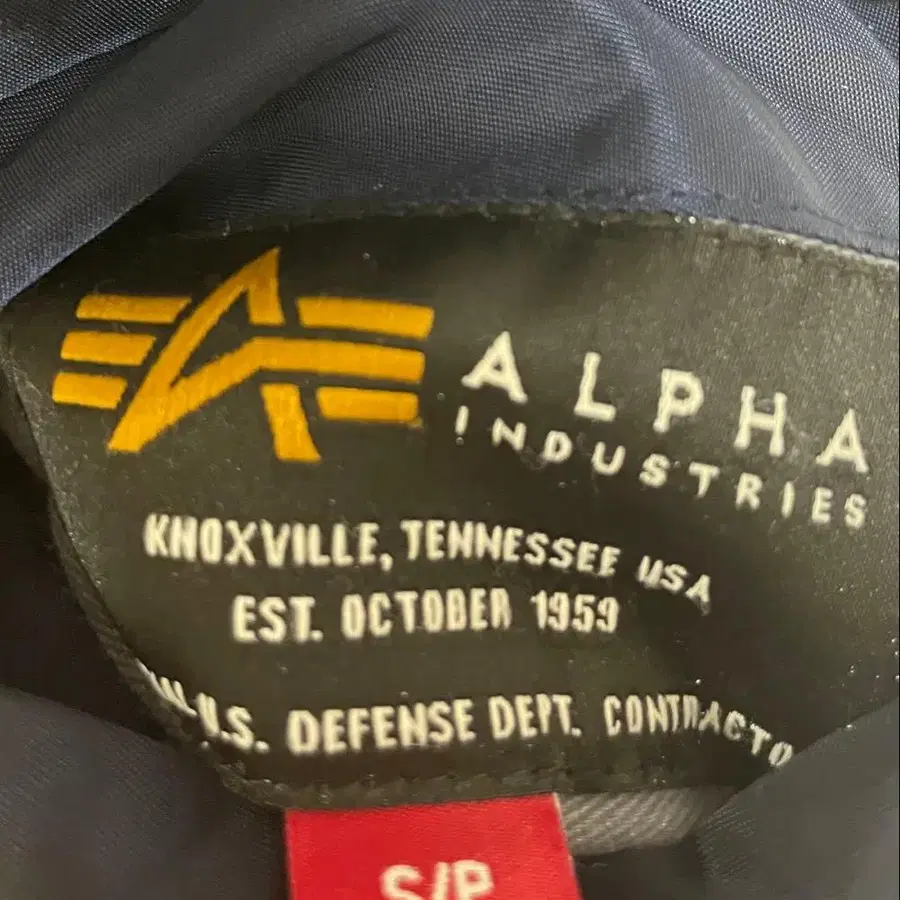 ALPHA
INDUSTRIES
KNOXVILLE, TENNESSEE USA
EST. OCTOBER 1959
U.S. DEFENSE DEPT. CONTRACTO
S/P